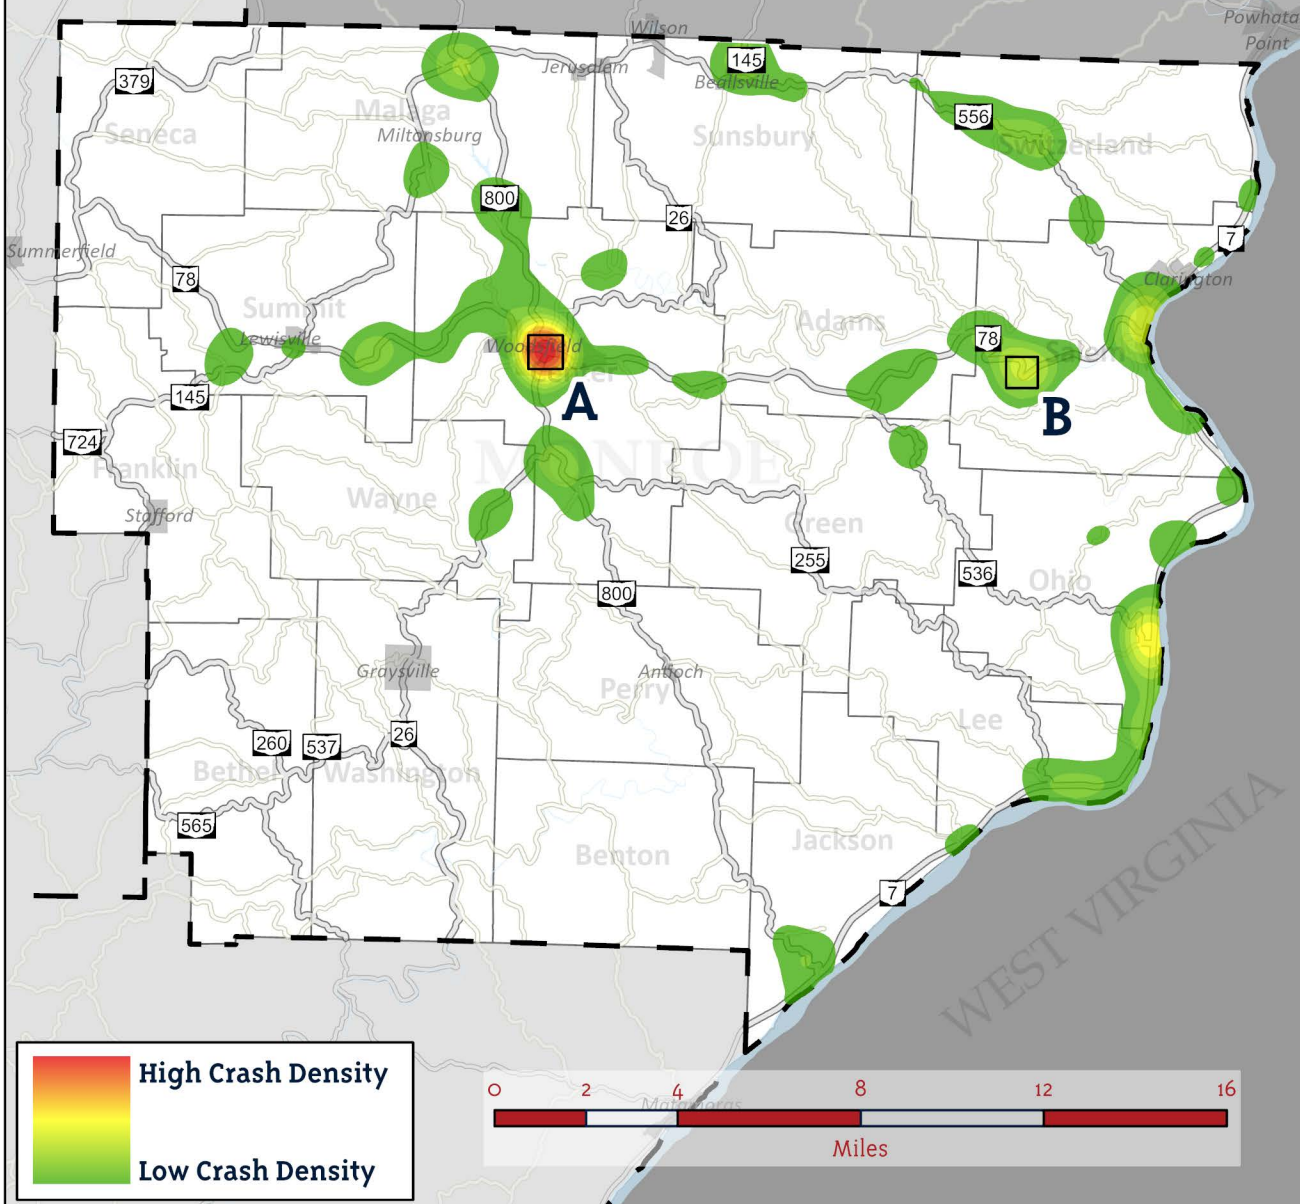 Wilson
Powhata
Point
145
Jerusalem
379
Beallsville
Malaga
556
Seneca
Miltonsburg
Sunsbury
Switzerland
800
26
7
Summerfield
78
Clarington
Summit
Adams
Lewisville
Woodsfield
78
Salem
Center
145
A
B
724
MONROE
Franklin
Wayne
Stafford
Green
255
536
Ohio
800
Graysville
Antioch
Perry
Lee
26
260
537
Bethel
Washington
565
Jackson
Benton
7
WEST VIRGINIA
High Crash Density
Low Crash Density
0 2 4 8 12 16
Matamoras
Miles